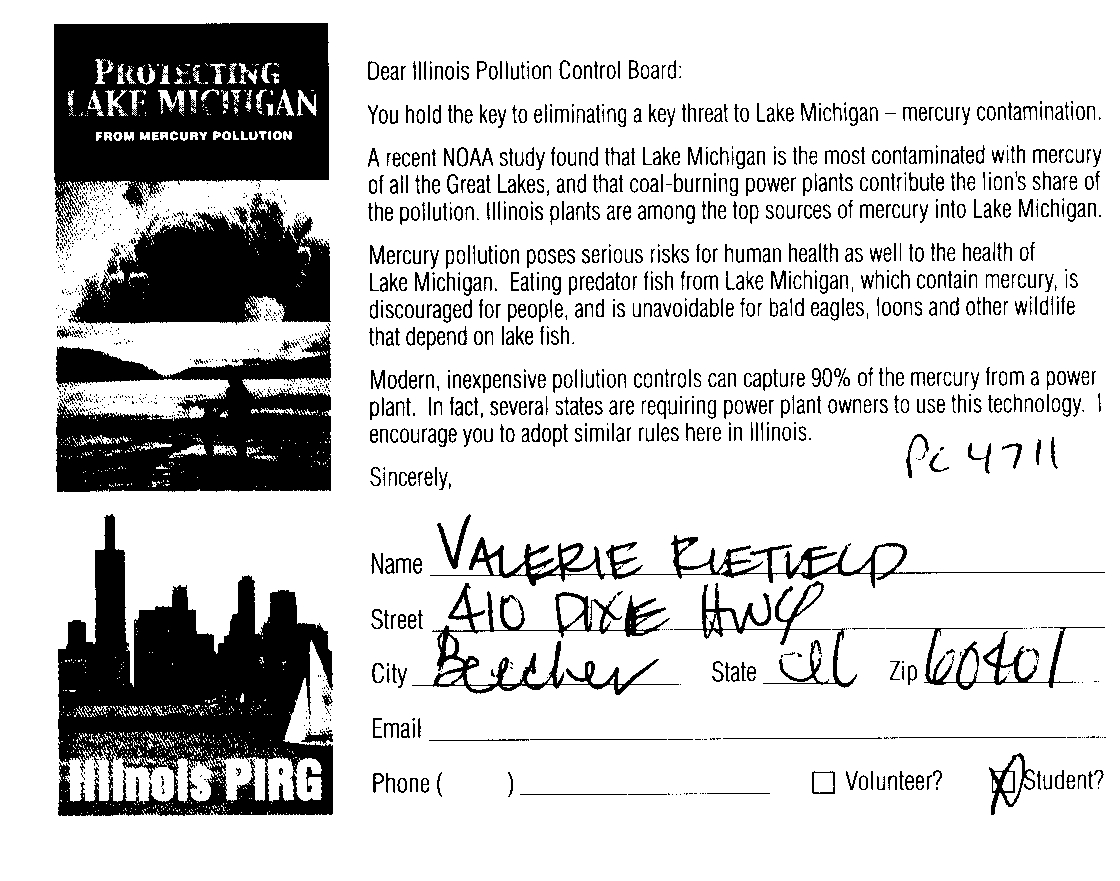 PROTECTING
LAKE MICHIGAN
FROM MERCURY POLLUTION
Dear Illinois Pollution Control Board:
You hold the key to eliminating a key threat to Lake Michigan – mercury contamination.
A recent NOAA study found that Lake Michigan is the most contaminated with mercury
of all the Great Lakes, and that coal-burning power plants contribute the lion's share of
the pollution. Illinois plants are among the top sources of mercury into Lake Michigan.
Mercury pollution poses serious risks for human health as well to the health of
Lake Michigan. Eating predator fish from Lake Michigan, which contain mercury, is
discouraged for people, and is unavoidable for bald eagles, loons and other wildlife
that depend on lake fish.
Modern, inexpensive pollution controls can capture 90% of the mercury from a power
plant. In fact, several states are requiring power plant owners to use this technology. I
encourage you to adopt similar rules here in Illinois.
PC 4711
Sincerely,
Name VALERIE RIETVELD
Street 410 DIXIE HWY
City Beecher State Ill Zip 60401
Email
Phone ( )
Volunteer? Student?
Illinois PIRG